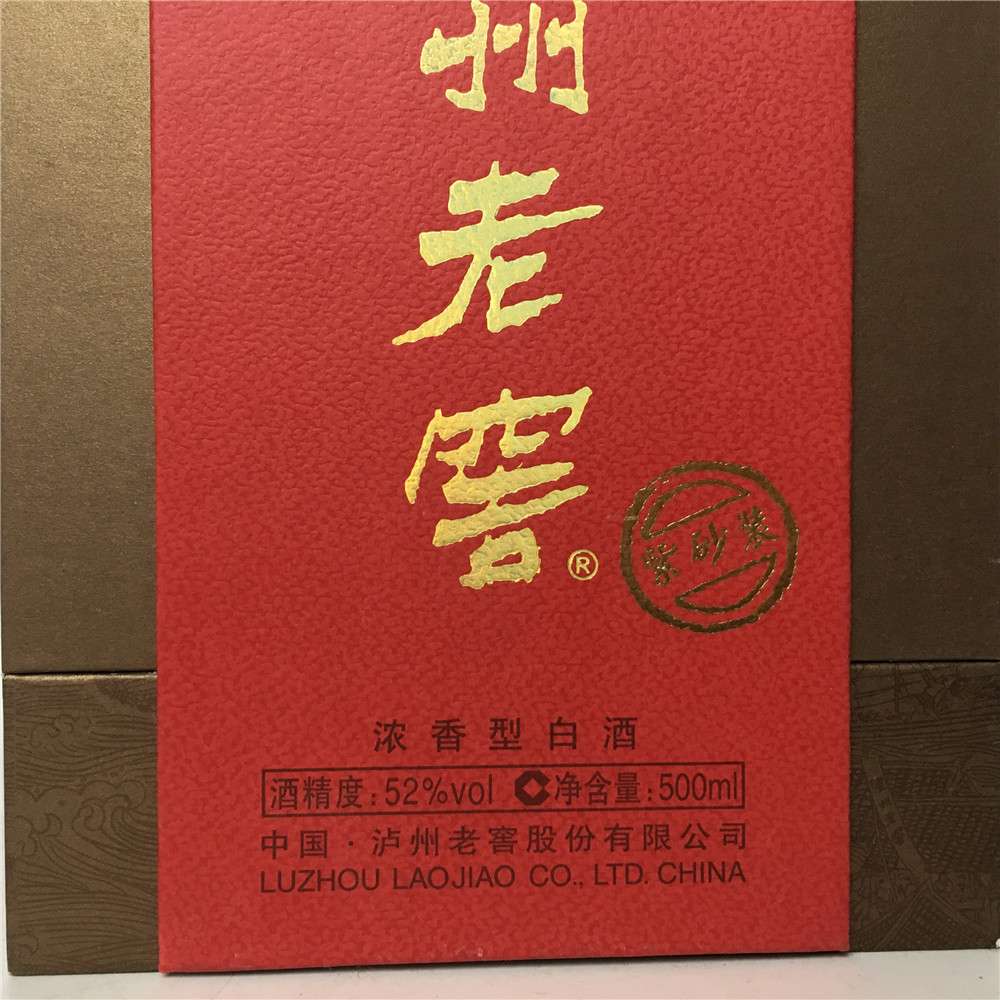 州老窖®
紫砂装
浓香型白酒
酒精度:52%vol 净含量:500ml
中国·泸州老窖股份有限公司
LUZHOU LAOJIAO CO., LTD. CHINA